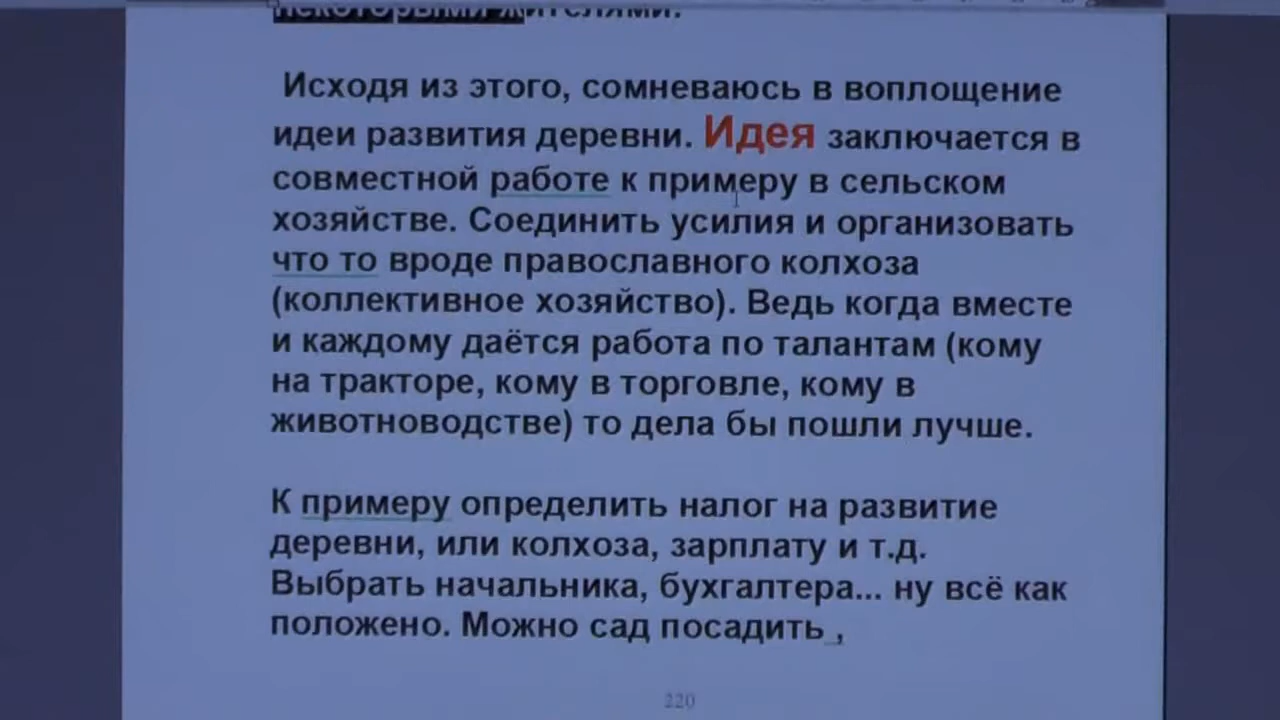 некоторыми жителями.
Исходя из этого, сомневаюсь в воплощение
идеи развития деревни. Идея заключается в
совместной работе к примеру в сельском
хозяйстве. Соединить усилия и организовать
что то вроде православного колхоза
(коллективное хозяйство). Ведь когда вместе
и каждому даётся работа по талантам (кому
на тракторе, кому в торговле, кому в
животноводстве) то дела бы пошли лучше.
К примеру определить налог на развитие
деревни, или колхоза, зарплату и т.д.
Выбрать начальника, бухгалтера... ну всё как
положено. Можно сад посадить ,
220